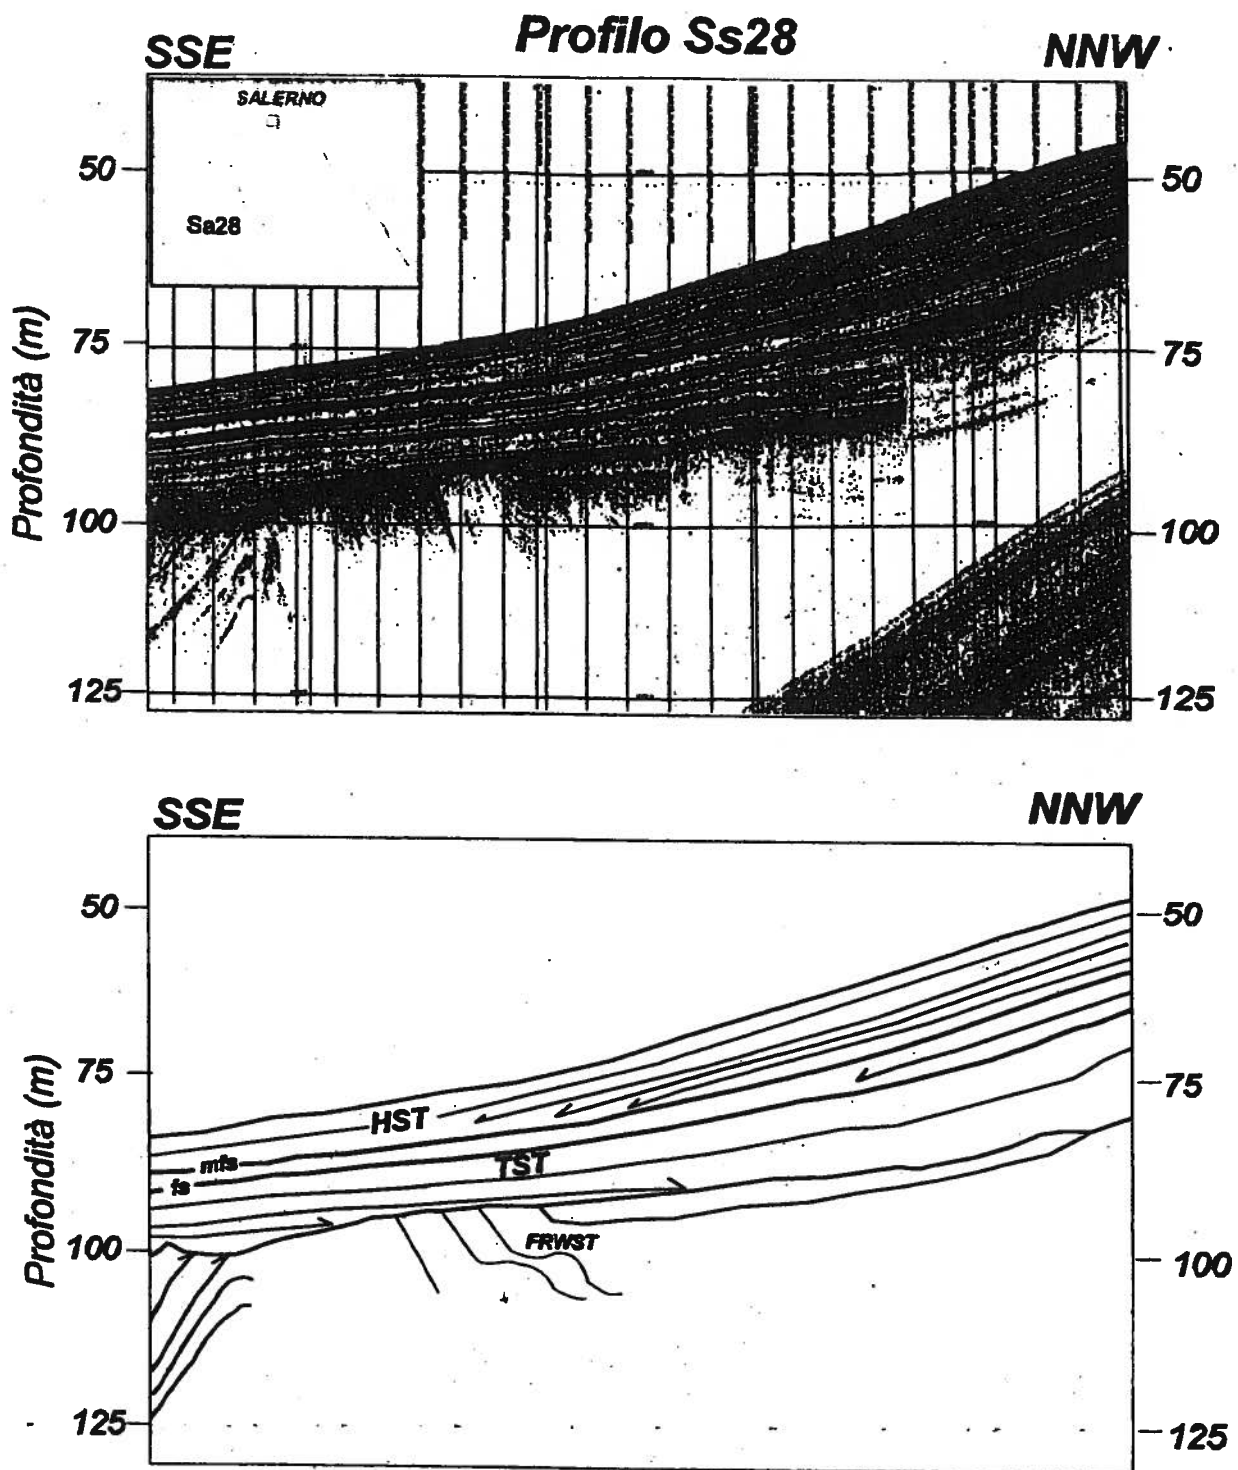 Profilo Ss28
SSE NNW
SALERNO
Sa28
50 50
75 75
100 100
125 125
Profondità (m)
SSE NNW
50 50
75 75
100 100
125 125
Profondità (m)
HST
mfs
TST
fs
FRWST